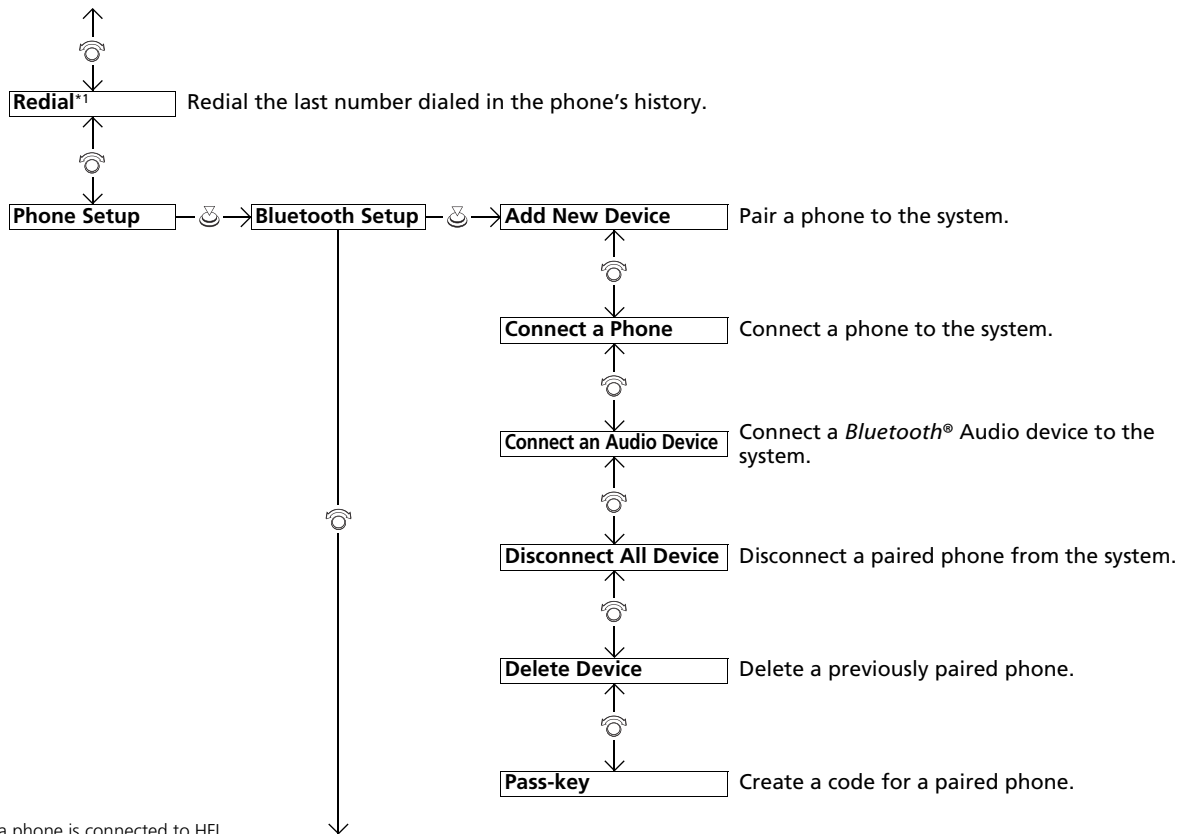 Redial*1 Redial the last number dialed in the phone's history.
Phone Setup Bluetooth Setup Add New Device Pair a phone to the system.
Connect a Phone Connect a phone to the system.
Connect an Audio Device Connect a Bluetooth® Audio device to the
system.
Disconnect All Device Disconnect a paired phone from the system.
Delete Device Delete a previously paired phone.
Pass-key Create a code for a paired phone.
a phone is connected to HFL